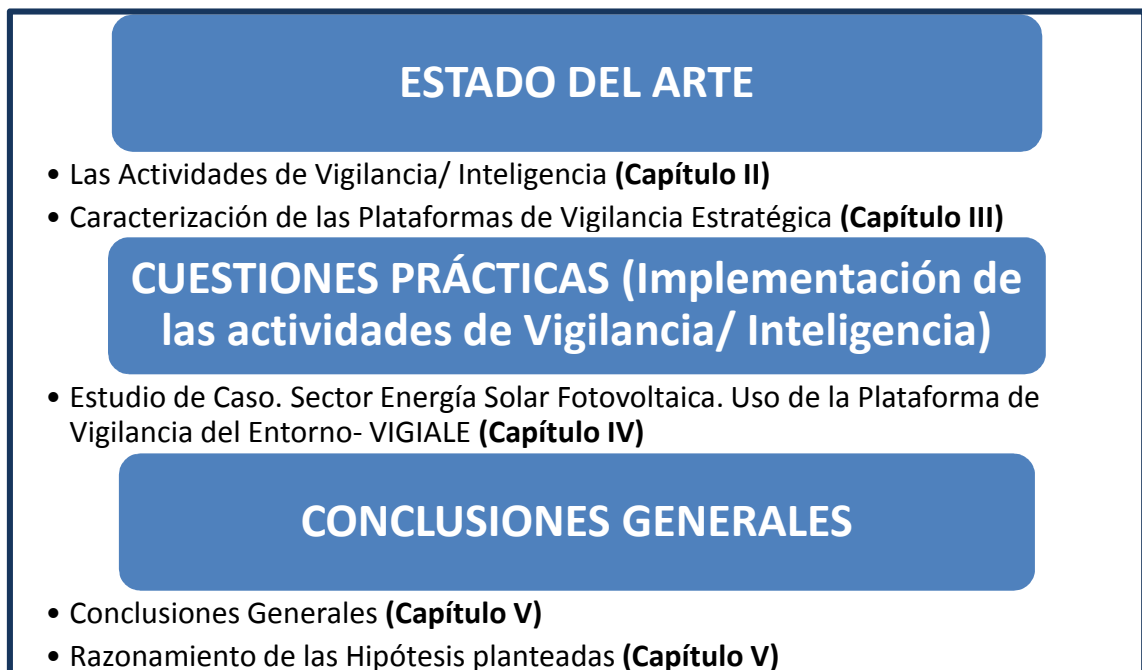 ESTADO DEL ARTE
• Las Actividades de Vigilancia/ Inteligencia (Capítulo II)
• Caracterización de las Plataformas de Vigilancia Estratégica (Capítulo III)
CUESTIONES PRÁCTICAS (Implementación de
las actividades de Vigilancia/ Inteligencia)
• Estudio de Caso. Sector Energía Solar Fotovoltaica. Uso de la Plataforma de
Vigilancia del Entorno- VIGIALE (Capítulo IV)
CONCLUSIONES GENERALES
• Conclusiones Generales (Capítulo V)
• Razonamiento de las Hipótesis planteadas (Capítulo V)